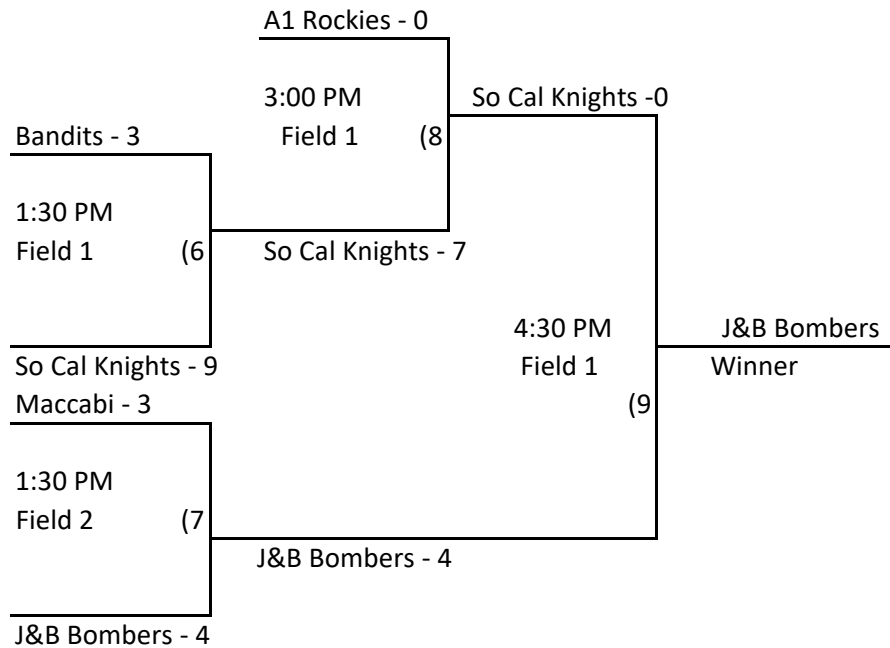 A1 Rockies - 0
3:00 PM
So Cal Knights -0
Bandits - 3
Field 1 (8
1:30 PM
Field 1 (6
So Cal Knights - 7
4:30 PM
J&B Bombers
So Cal Knights - 9
Field 1
Winner
Maccabi - 3
(9
1:30 PM
Field 2 (7
J&B Bombers - 4
J&B Bombers - 4